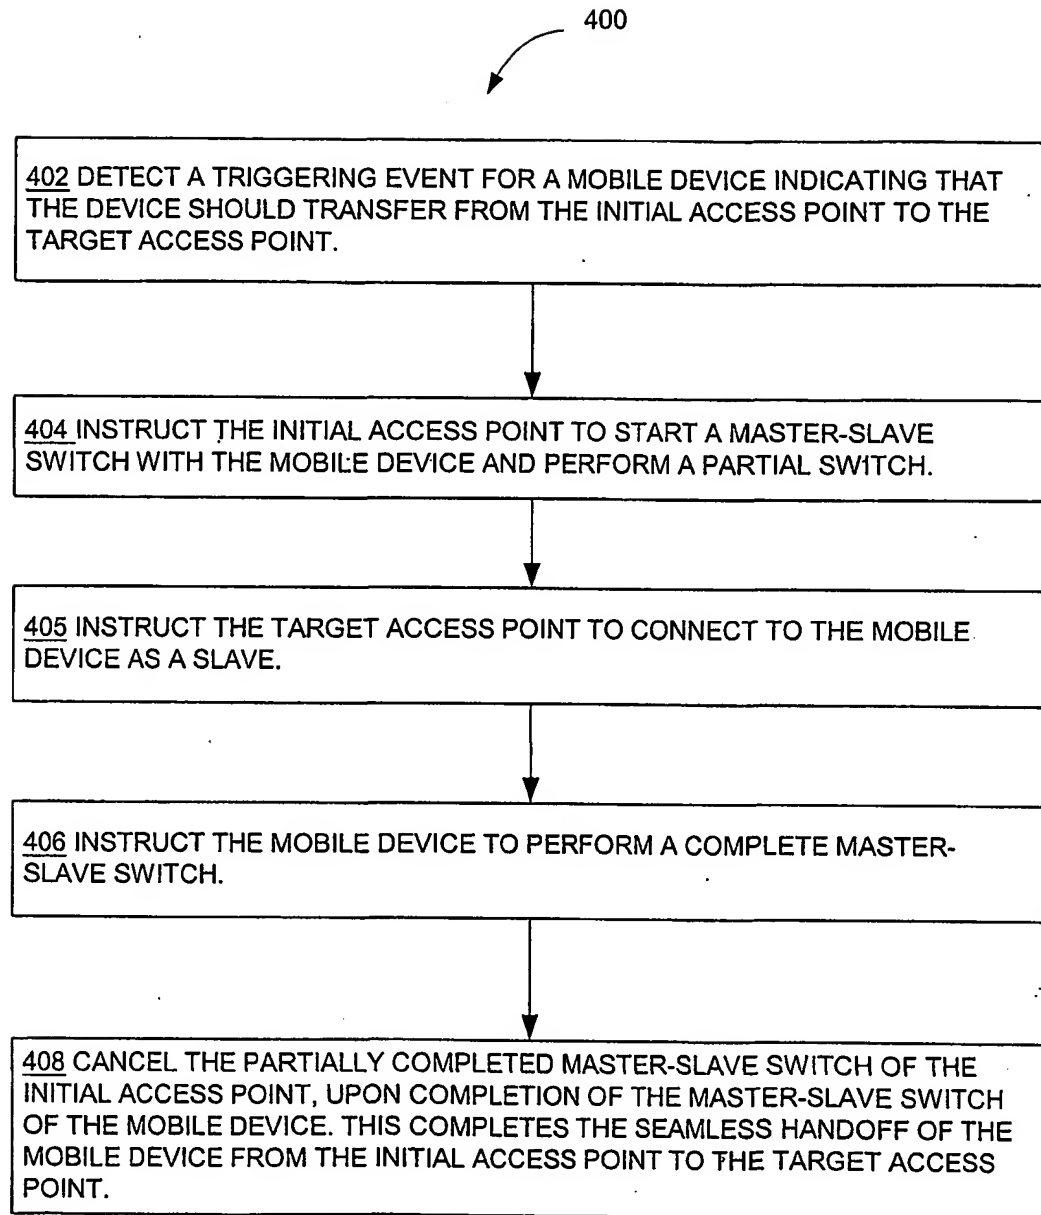 400
402 DETECT A TRIGGERING EVENT FOR A MOBILE DEVICE INDICATING THAT
THE DEVICE SHOULD TRANSFER FROM THE INITIAL ACCESS POINT TO THE
TARGET ACCESS POINT.
404 INSTRUCT THE INITIAL ACCESS POINT TO START A MASTER-SLAVE
SWITCH WITH THE MOBILE DEVICE AND PERFORM A PARTIAL SWITCH.
405 INSTRUCT THE TARGET ACCESS POINT TO CONNECT TO THE MOBILE
DEVICE AS A SLAVE.
406 INSTRUCT THE MOBILE DEVICE TO PERFORM A COMPLETE MASTER-
SLAVE SWITCH.
408 CANCEL THE PARTIALLY COMPLETED MASTER-SLAVE SWITCH OF THE
INITIAL ACCESS POINT, UPON COMPLETION OF THE MASTER-SLAVE SWITCH
OF THE MOBILE DEVICE. THIS COMPLETES THE SEAMLESS HANDOFF OF THE
MOBILE DEVICE FROM THE INITIAL ACCESS POINT TO THE TARGET ACCESS
POINT.